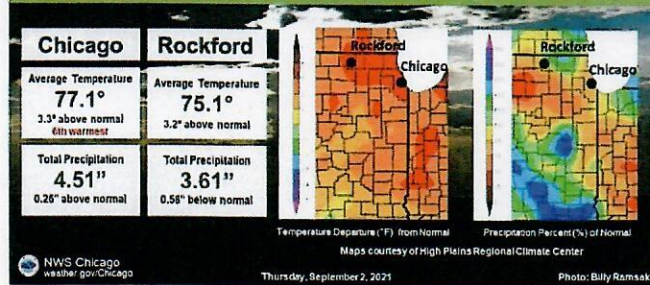 Chicago
Rockford
Average Temperature
77.1°
3.3° above normal
6th warmest
Average Temperature
75.1°
3.2° above normal
Total Precipitation
4.51”
0.26” above normal
Total Precipitation
3.61”
0.56” below normal
Rockford
Chicago
Rockford
Chicago
Temperature Departure (°F) from Normal
Precipitation Percent (%) of Normal
Maps courtesy of High Plains Regional Climate Center
NWS Chicago
weather.gov/Chicago
Thursday, September 2, 2021
Photo: Billy Ramsak